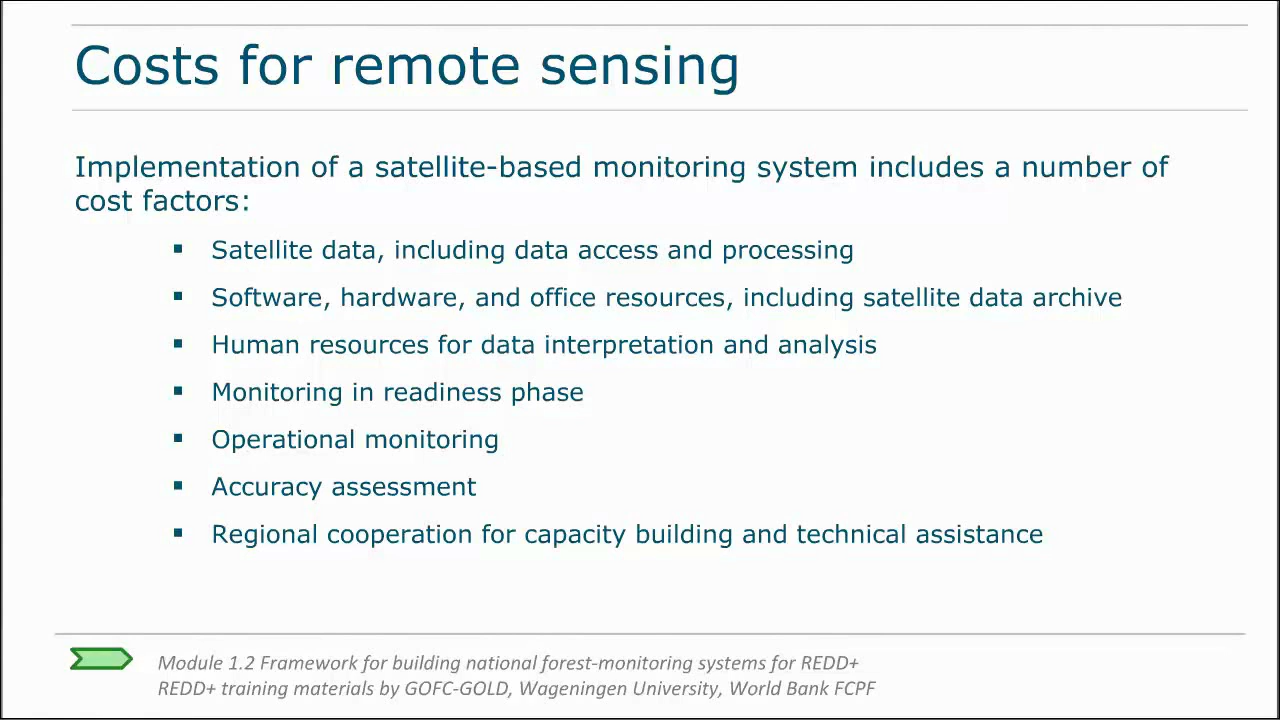 Costs for remote sensing
Implementation of a satellite-based monitoring system includes a number of
cost factors:
▪ Satellite data, including data access and processing
▪ Software, hardware, and office resources, including satellite data archive
▪ Human resources for data interpretation and analysis
▪ Monitoring in readiness phase
▪ Operational monitoring
▪ Accuracy assessment
▪ Regional cooperation for capacity building and technical assistance
Module 1.2 Framework for building national forest-monitoring systems for REDD+
REDD+ training materials by GOFC-GOLD, Wageningen University, World Bank FCPF